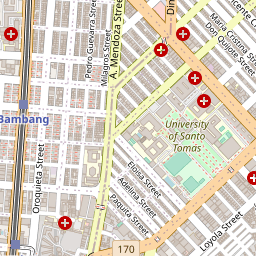 Pedro Guevarra Street
Milagros Street
A. Mendoza Street
Maria Cristina Street
Don Quijote Street
Bambang
University
of Santo
Tomas
Oroquieta Street
Eloisa Street
Adelina Street
Paquita Street
Loyola Street
170